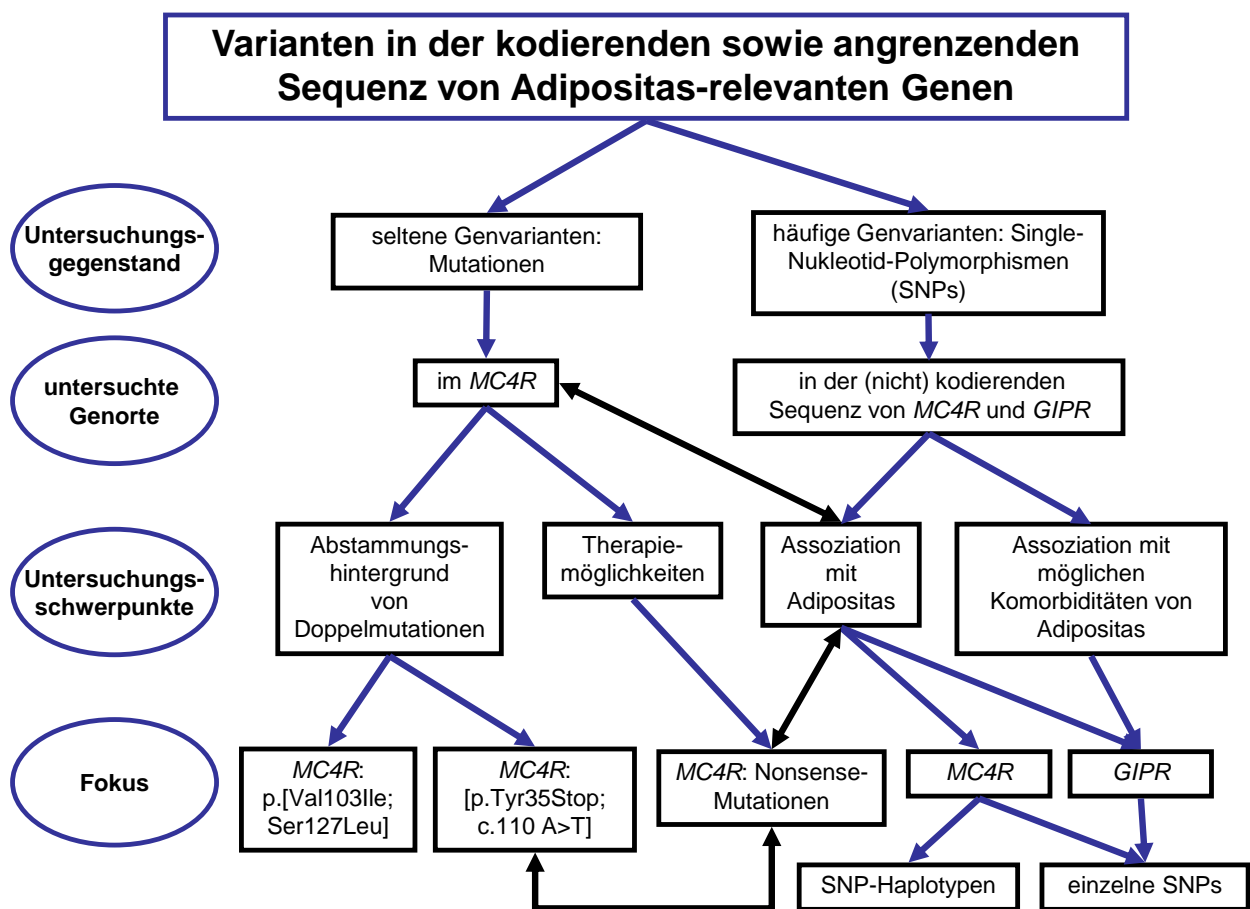 Varianten in der kodierenden sowie angrenzenden
Sequenz von Adipositas-relevanten Genen
Untersuchungs-
gegenstand
seltene Genvarianten:
Mutationen
häufige Genvarianten: Single-
Nukleotid-Polymorphismen
(SNPs)
untersuchte
Genorte
im MC4R
in der (nicht) kodierenden
Sequenz von MC4R und GIPR
Untersuchungs-
schwerpunkte
Abstammungs-
hintergrund
von
Doppelmutationen
Therapie-
möglichkeiten
Assoziation
mit
Adipositas
Assoziation mit
möglichen
Komorbiditäten von
Adipositas
Fokus
MC4R:
p.[Val103Ile;
Ser127Leu]
MC4R:
[p.Tyr35Stop;
c.110 A>T]
MC4R: Nonsense-
Mutationen
MC4R
GIPR
SNP-Haplotypen
einzelne SNPs